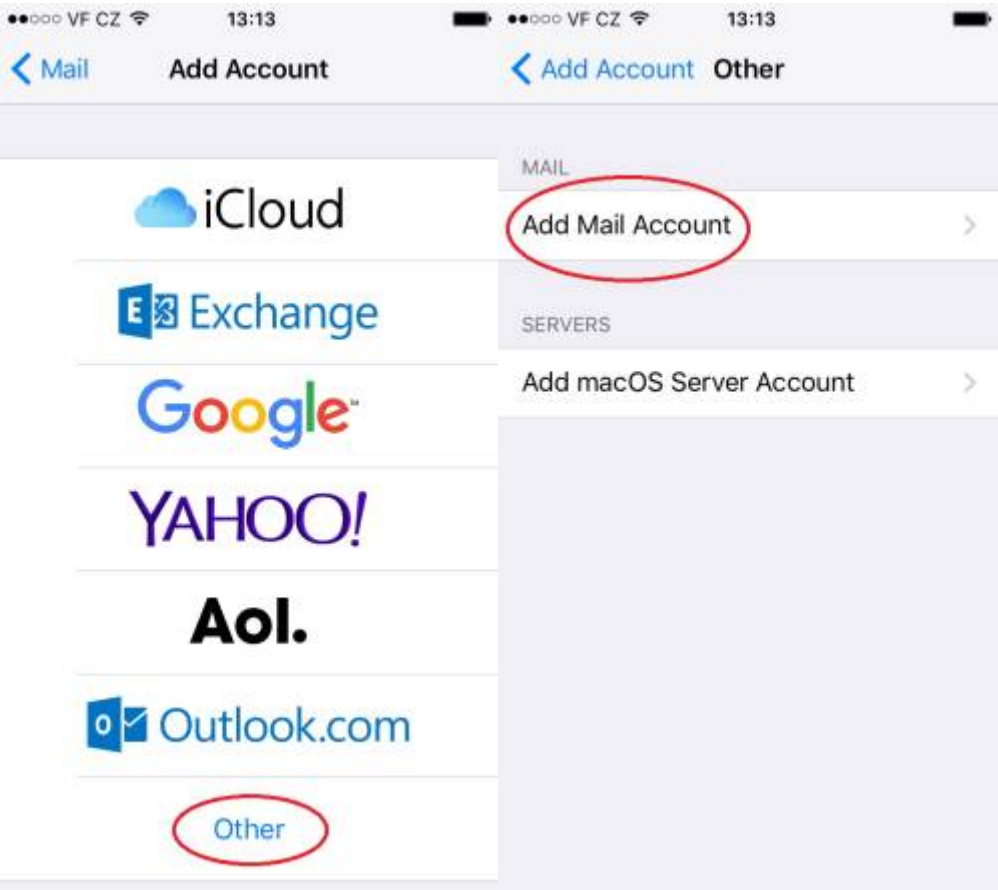 ●●○○○ VF CZ 13:13
Mail Add Account
iCloud
E Exchange
Google™
YAHOO!
Aol.
o Outlook.com
Other
●●○○○ VF CZ 13:13
Add Account Other
MAIL
Add Mail Account
SERVERS
Add macOS Server Account